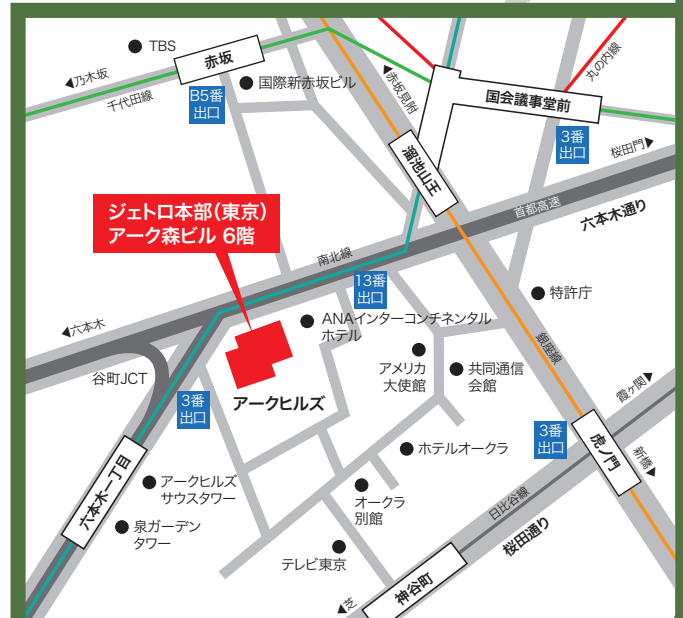 TBS
赤坂
◀乃木坂
千代田線
B5番
出口
国際新赤坂ビル
▲赤坂見附
丸の内線
国会議事堂前
3番
出口
桜田門▶
溜池山王
首都高速
六本木通り
ジェトロ本部(東京)
アーク森ビル 6階
南北線
13番
出口
特許庁
◀六本木
ANAインターコンチネンタル
ホテル
銀座線
谷町JCT
アメリカ
大使館
共同通信
会館
3番
出口
アークヒルズ
霞ヶ関▶
3番
出口
虎ノ門
新橋▶
六本木一丁目
ホテルオークラ
アークヒルズ
サウスタワー
オークラ
別館
日比谷線
桜田通り
泉ガーデン
タワー
テレビ東京
神谷町
◀芝